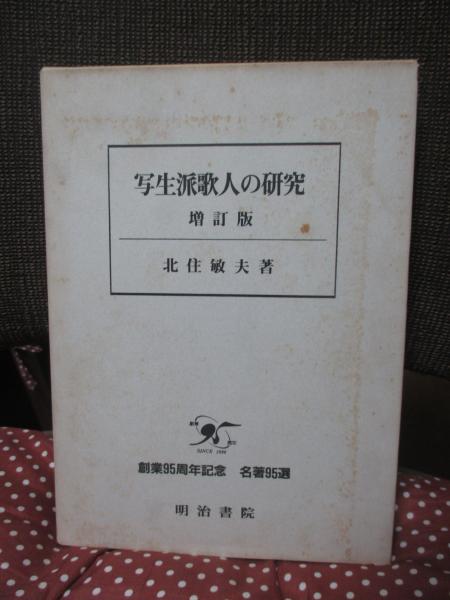 写生派歌人の研究
増訂版
北住敏夫著
SINCE 1896
創業95周年記念 名著95選
明治書院